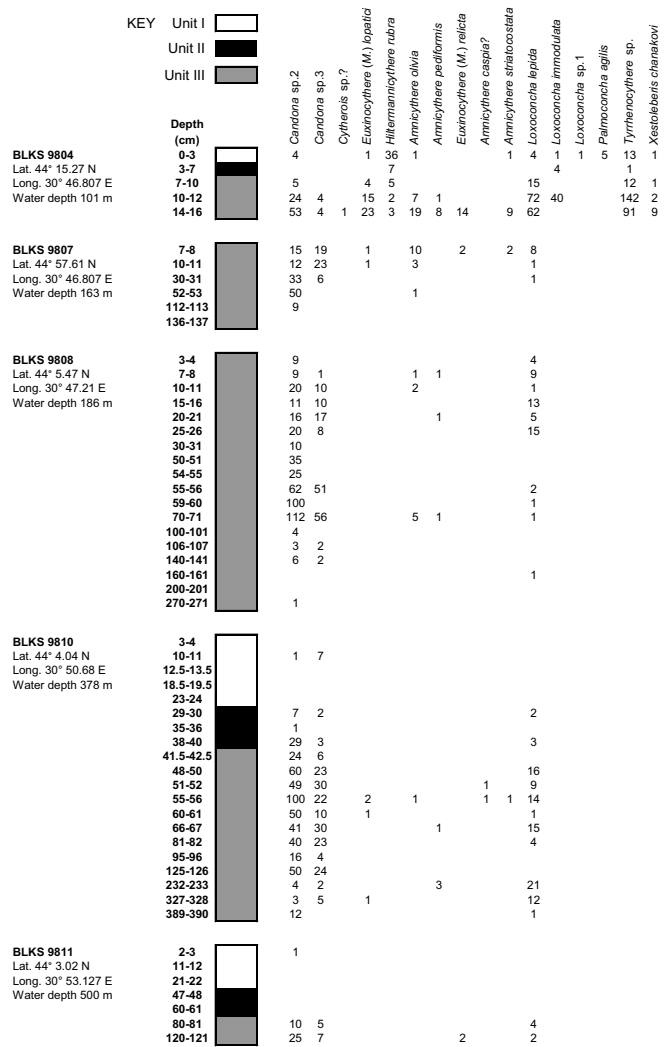 KEY Unit I
Unit II
Unit III
Depth (cm)
Candona sp.2
Candona sp.3
Cytherois sp.?
Euxinocythere (M.) lopatici
Hiltermannicythere rubra
Amnicythere olivia
Amnicythere pediformis
Euxinocythere (M.) relicta
Amnicythere caspia?
Amnicythere striatocostata
Loxoconcha lepida
Loxoconcha immodulata
Loxoconcha sp.1
Palmoconcha agilis
Tyrrhenocythere sp.
Xestoleberis chanakovi
BLKS 9804 0-3 4 1 36 1 1 4 1 1 5 13 1
Lat. 44° 15.27 N 3-7 7 4 1
Long. 30° 46.807 E 7-10 5 4 5 15 12 1
Water depth 101 m 10-12 24 4 15 2 7 1 72 40 142 2
14-16 53 4 1 23 3 19 8 14 9 62 91 9
BLKS 9807 7-8 15 19 1 10 2 2 8
Lat. 44° 57.61 N 10-11 12 23 1 3 1
Long. 30° 46.807 E 30-31 33 6 1
Water depth 163 m 52-53 50 1
112-113 9
136-137
BLKS 9808 3-4 9 4
Lat. 44° 5.47 N 7-8 9 1 1 1 9
Long. 30° 47.21 E 10-11 20 10 2 1
Water depth 186 m 15-16 11 10 13
20-21 16 17 1 5
25-26 20 8 15
30-31 10
50-51 35
54-55 25
55-56 62 51 2
59-60 100 1
70-71 112 56 5 1 1
100-101 4
106-107 3 2
140-141 6 2
160-161 1
200-201
270-271 1
BLKS 9810 3-4
Lat. 44° 4.04 N 10-11 1 7
Long. 30° 50.68 E 12.5-13.5
Water depth 378 m 18.5-19.5
23-24
29-30 7 2 2
35-36 1
38-40 29 3 3
41.5-42.5 24 6
48-50 60 23 16
51-52 49 30 1 9
55-56 100 22 2 1 1 1 14
60-61 50 10 1 1
66-67 41 30 1 15
81-82 40 23 4
95-96 16 4
125-126 50 24
232-233 4 2 3 21
327-328 3 5 1 12
389-390 12 1
BLKS 9811 2-3 1
Lat. 44° 3.02 N 11-12
Long. 30° 53.127 E 21-22
Water depth 500 m 47-48
60-61
80-81 10 5 4
120-121 25 7 2 2